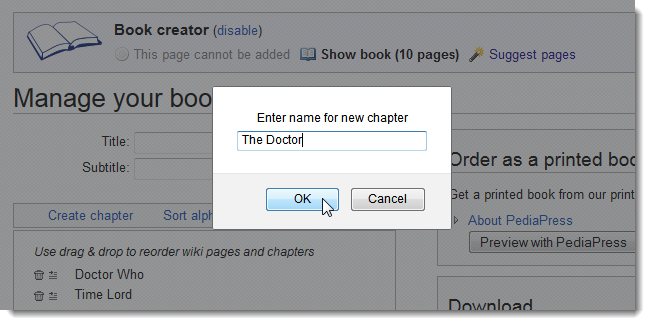 Book creator (disable)
This page cannot be added Show book (10 pages) Suggest pages
Manage your boo
Enter name for new chapter
The Doctor
OK Cancel
Title:
Subtitle:
Create chapter Sort alph
Use drag & drop to reorder wiki pages and chapters
Doctor Who
Time Lord
Order as a printed boo
Get a printed book from our print
About PediaPress
Preview with PediaPress
Download